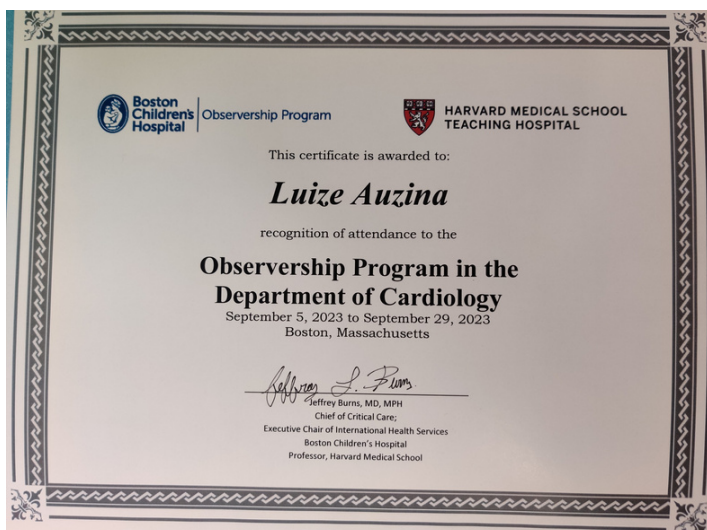 Boston
Children's
Hospital
Observership Program
HARVARD MEDICAL SCHOOL
TEACHING HOSPITAL
This certificate is awarded to:
Luize Auzina
recognition of attendance to the
Observership Program in the
Department of Cardiology
September 5, 2023 to September 29, 2023
Boston, Massachusetts
Jeffrey L. Burns
Jeffrey Burns, MD, MPH
Chief of Critical Care;
Executive Chair of International Health Services
Boston Children's Hospital
Professor, Harvard Medical School